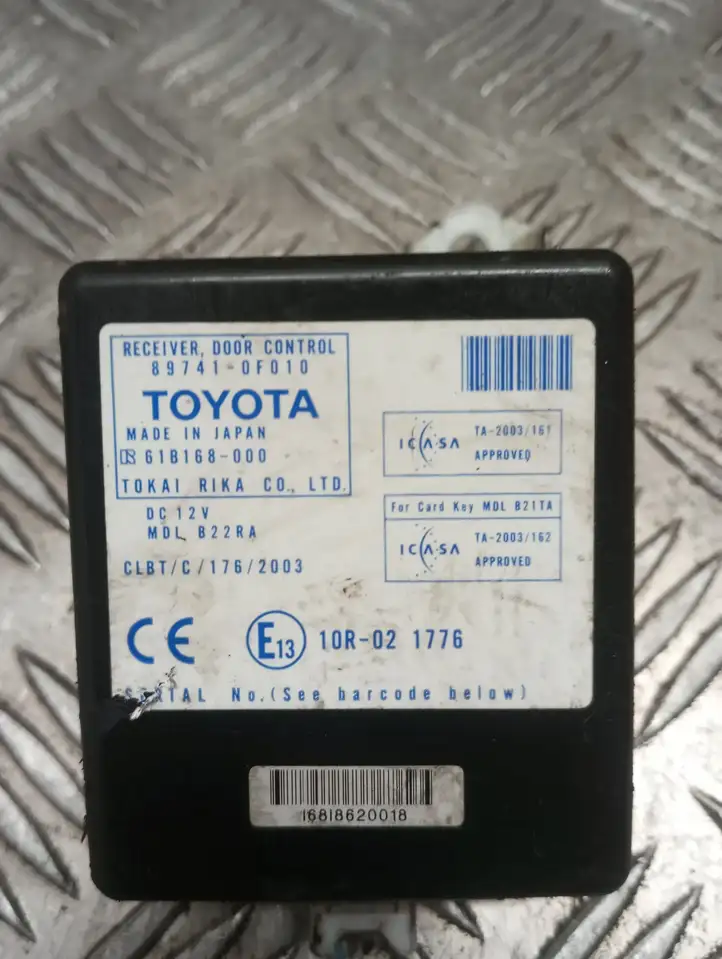 RECEIVER, DOOR CONTROL
89741-0F010
TOYOTA
MADE IN JAPAN
R 61B168-000
TOKAI RIKA CO., LTD.
DC 12V
MDL B22RA
CLBT/C/176/2003
ICASA TA-2003/161
APPROVED
For Card Key MDL B21TA
ICASA TA-2003/162
APPROVED
CE E13 10R-02 1776
SERIAL No.(See barcode below)
16818620018